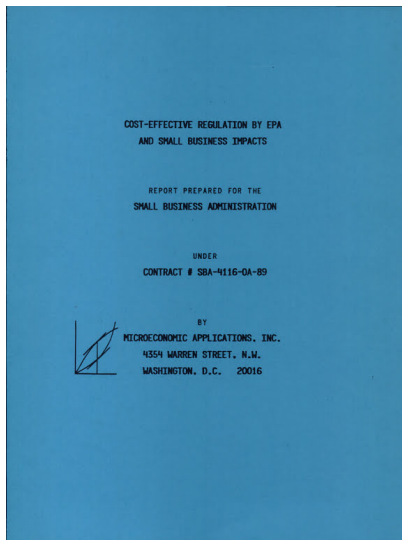 COST-EFFECTIVE REGULATION BY EPA
AND SMALL BUSINESS IMPACTS
REPORT PREPARED FOR THE
SMALL BUSINESS ADMINISTRATION
UNDER
CONTRACT # SBA-4116-OA-89
BY
MICROECONOMIC APPLICATIONS, INC.
4354 WARREN STREET, N.W.
WASHINGTON, D.C. 20016